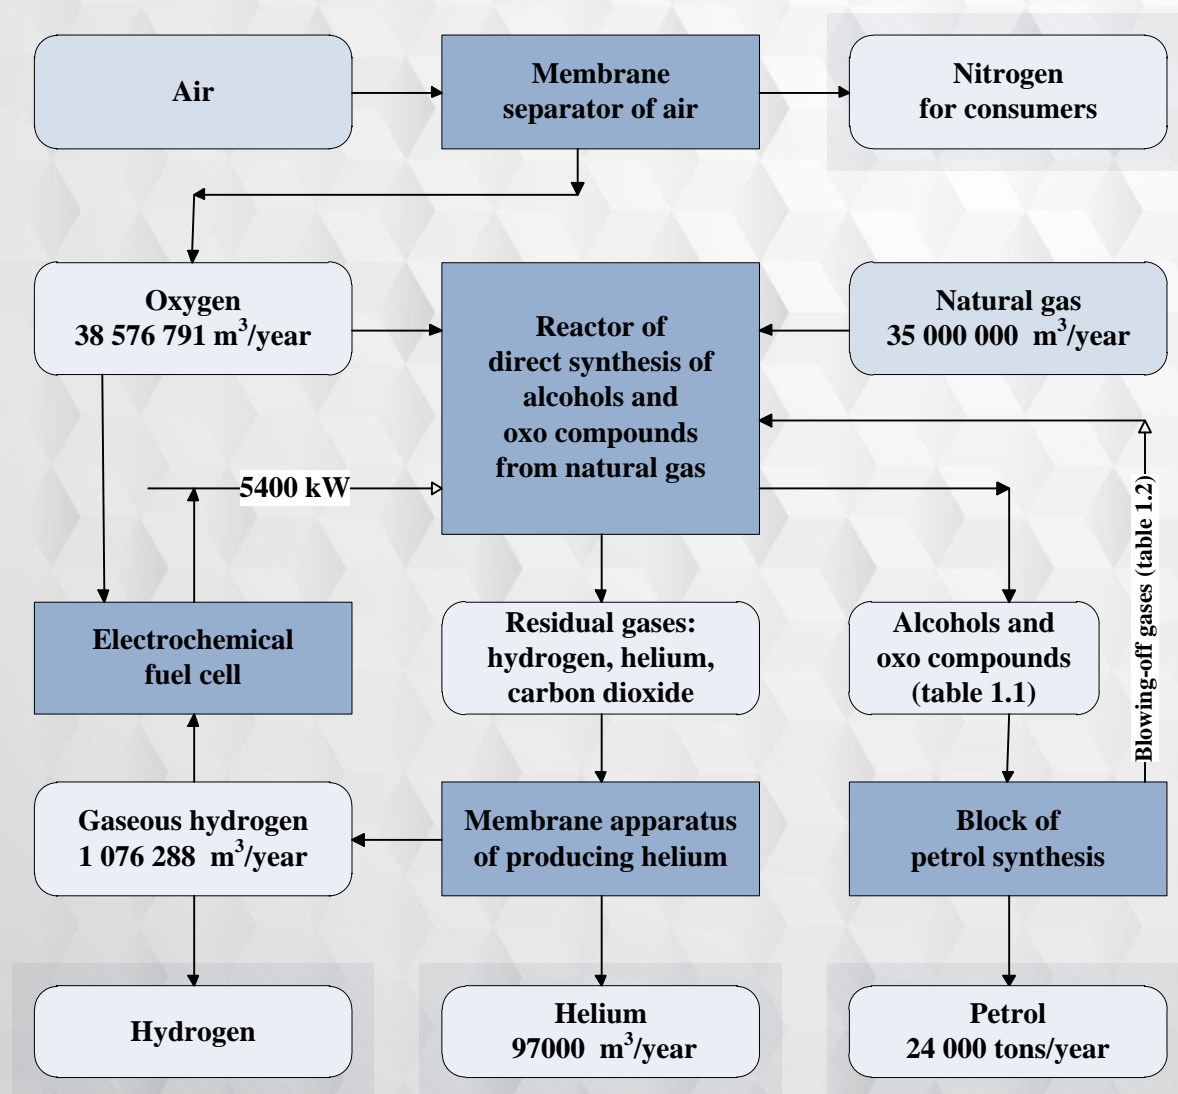 Air
Membrane
separator of air
Nitrogen
for consumers
Oxygen
38 576 791 m³/year
Reactor of
direct synthesis of
alcohols and
oxo compounds
from natural gas
Natural gas
35 000 000 m³/year
5400 kW
Blowing-off gases (table 1.2)
Electrochemical
fuel cell
Residual gases:
hydrogen, helium,
carbon dioxide
Alcohols and
oxo compounds
(table 1.1)
Gaseous hydrogen
1 076 288 m³/year
Membrane apparatus
of producing helium
Block of
petrol synthesis
Hydrogen
Helium
97000 m³/year
Petrol
24 000 tons/year